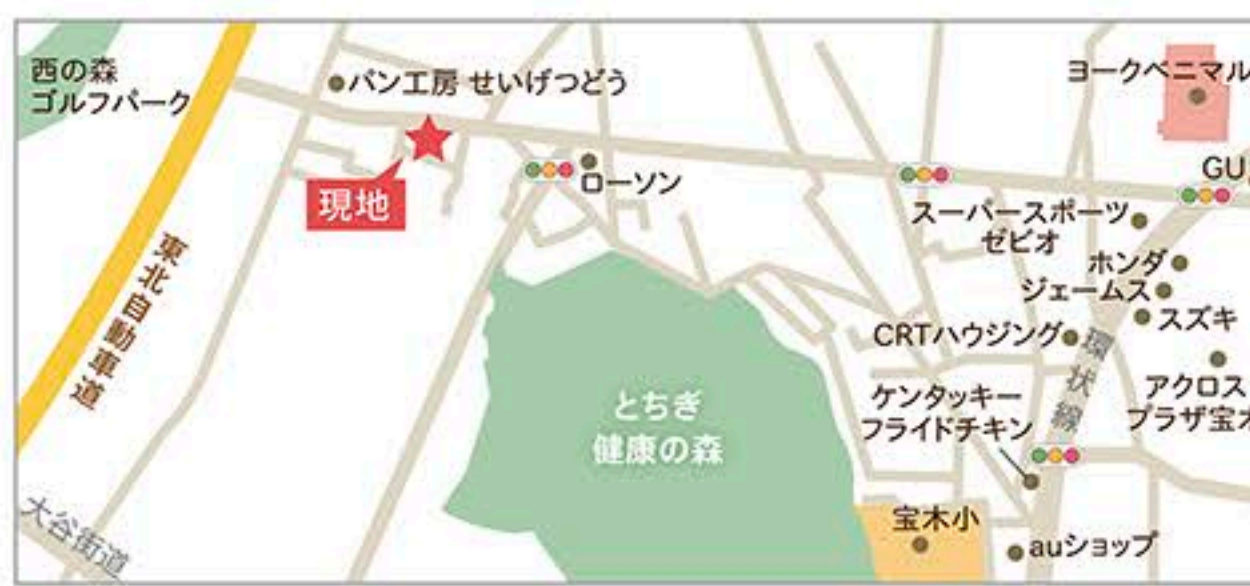 西の森
ゴルフパーク
パン工房 せいげつどう
ヨークベニマル
現地
ローソン
GU
スーパースポーツ
ゼビオ
ホンダ
ジェームス
スズキ
東北自動車道
CRTハウジング
環状線
アクロス
プラザ宝木
ケンタッキー
フライドチキン
とちぎ
健康の森
大谷街道
宝木小
auショップ